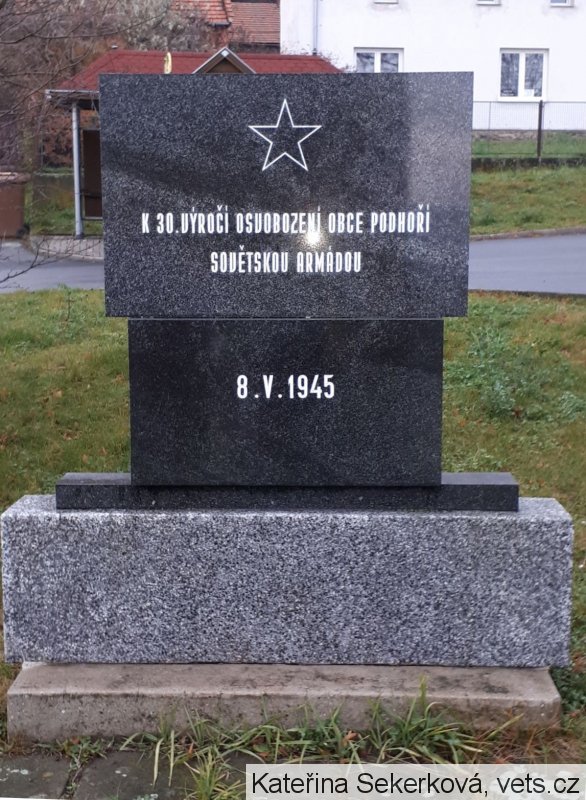 K 30.VÝROČÍ OSVOBOZENÍ OBCE PODHOŘÍ
SOVĚTSKOU ARMÁDOU
8.V.1945
Kateřina Sekerková, vets.cz